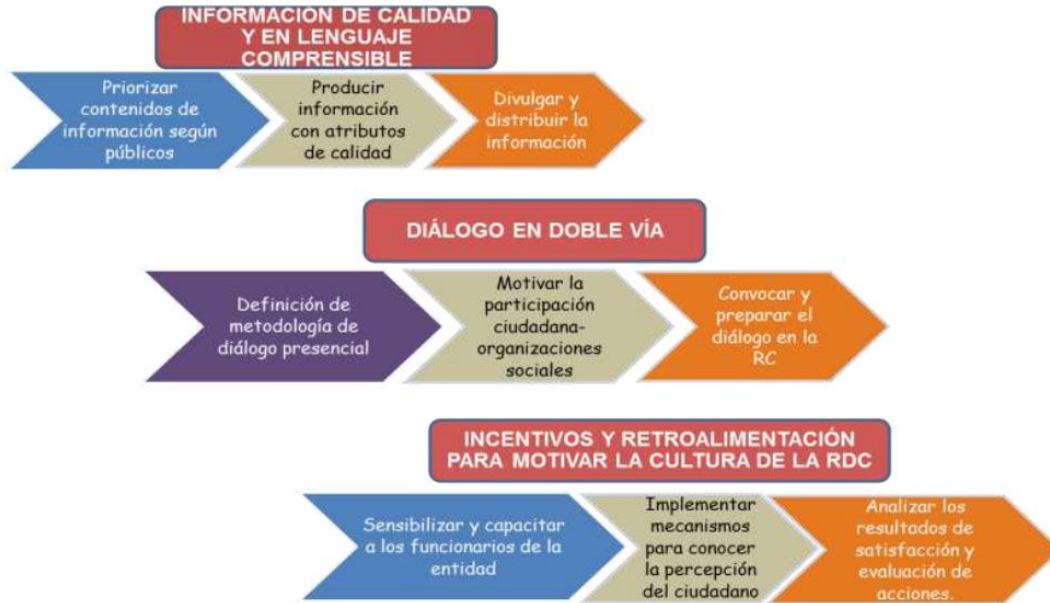 INFORMACIÓN DE CALIDAD
Y EN LENGUAJE
COMPRENSIBLE
Priorizar
contenidos de
información según
públicos
Producir
información
con atributos
de calidad
Divulgar y
distribuir la
información
DIÁLOGO EN DOBLE VÍA
Definición de
metodología de
diálogo presencial
Motivar la
participación
ciudadana-
organizaciones
sociales
Convocar y
preparar el
diálogo en la
RC
INCENTIVOS Y RETROALIMENTACIÓN
PARA MOTIVAR LA CULTURA DE LA RDC
Sensibilizar y capacitar
a los funcionarios de la
entidad
Implementar
mecanismos
para conocer
la percepción
del ciudadano
Analizar los
resultados de
satisfacción y
evaluación de
acciones.